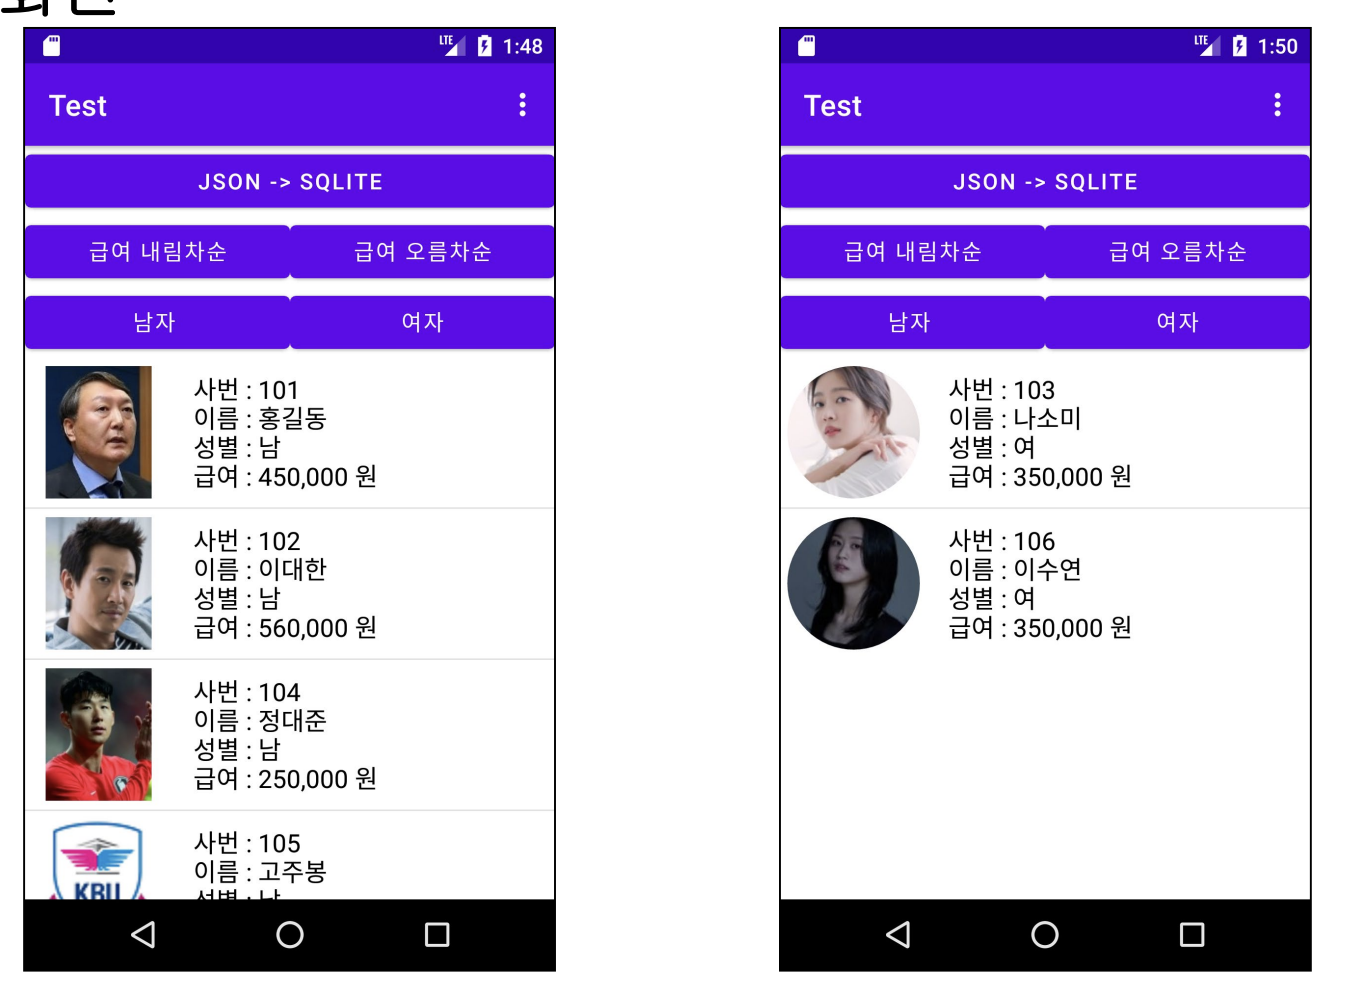 LTE 1:48
Test
JSON -> SQLITE
급여 내림차순 급여 오름차순
남자 여자
사번 : 101
이름 : 홍길동
성별 : 남
급여 : 450,000 원
사번 : 102
이름 : 이대한
성별 : 남
급여 : 560,000 원
사번 : 104
이름 : 정대준
성별 : 남
급여 : 250,000 원
KBU
사번 : 105
이름 : 고주봉
LTE 1:50
Test
JSON -> SQLITE
급여 내림차순 급여 오름차순
남자 여자
사번 : 103
이름 : 나소미
성별 : 여
급여 : 350,000 원
사번 : 106
이름 : 이수연
성별 : 여
급여 : 350,000 원